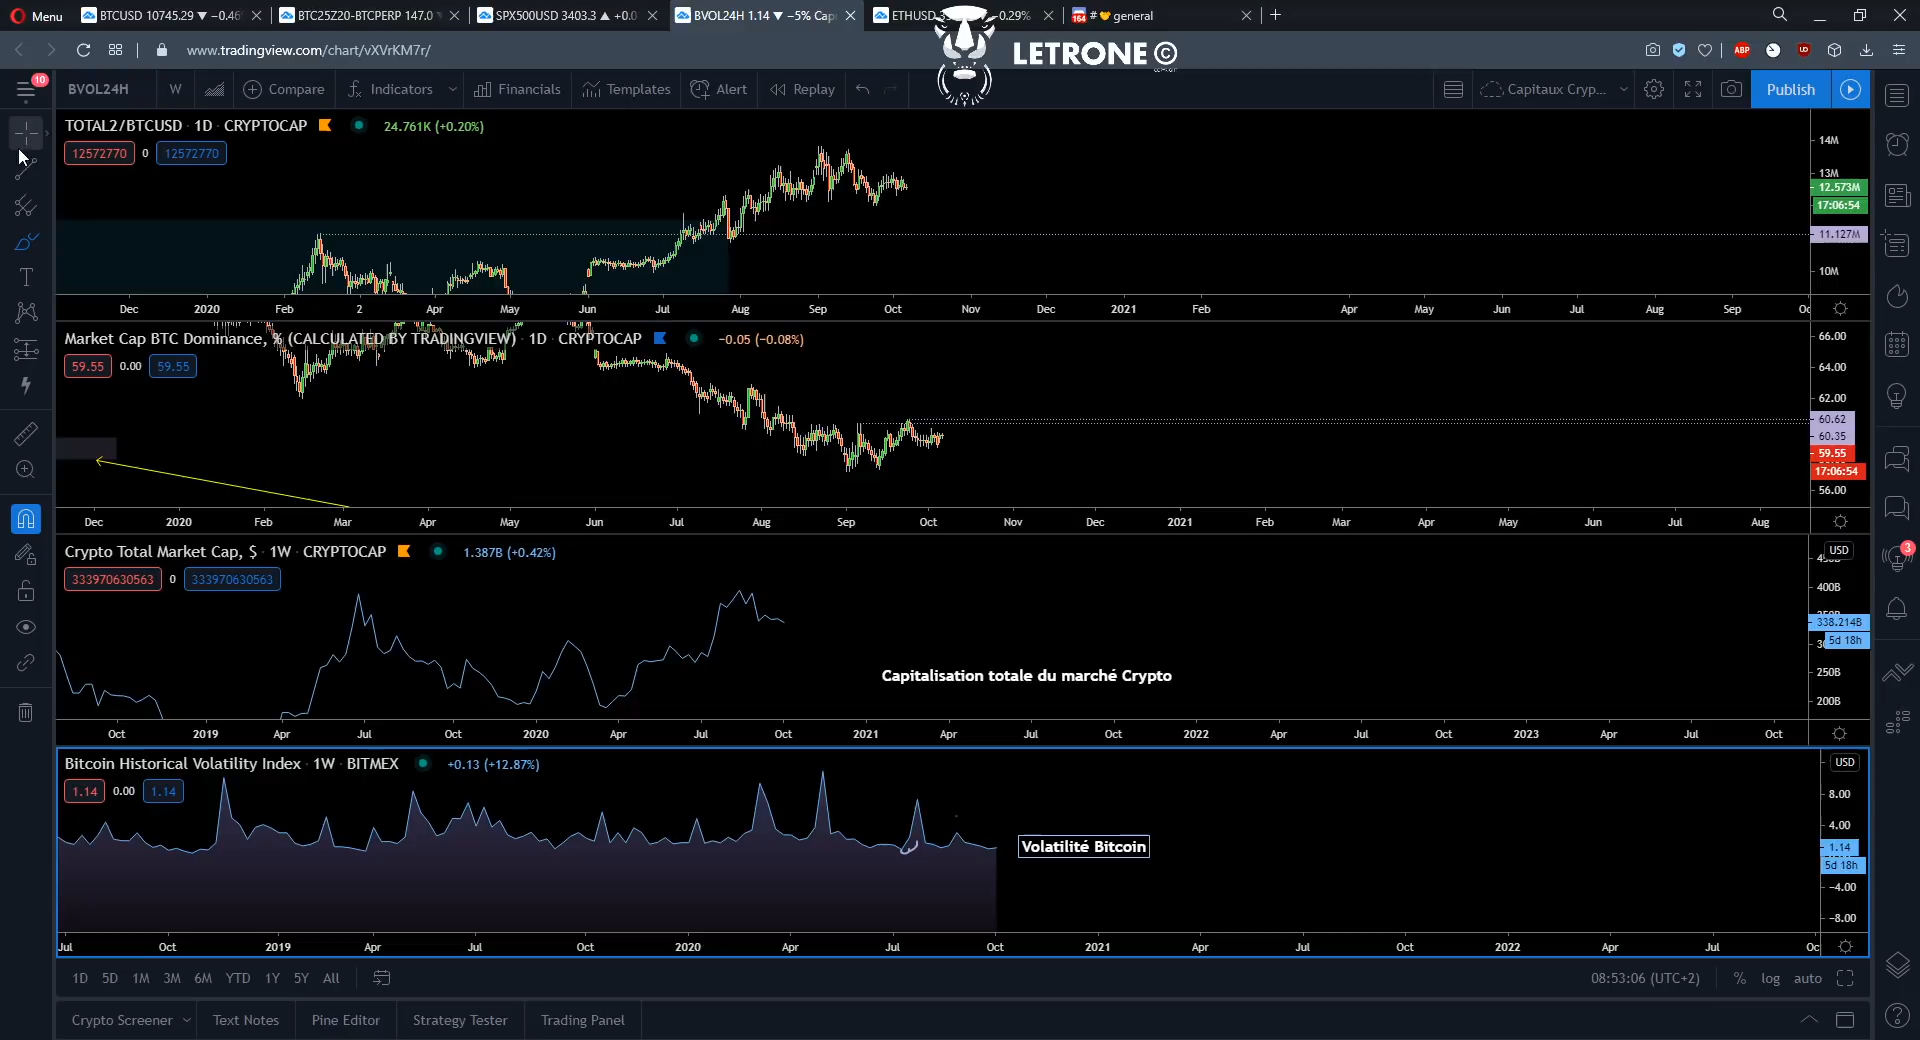 Menu
BTCUSD 10745.29 ▼ −0.46
BTC25Z20-BTCPERP 147.0
SPX500USD 3403.3 ▲ +0.0
BVOL24H 1.14 ▼ −5% Cap
ETHUSD
−0.29%
164
# general
www.tradingview.com/chart/vXVrKM7r/
ABP
LETRONE ©
10
BVOL24H
W
Compare
Indicators
Financials
Templates
Alert
Replay
Capitaux Cryp...
Publish
TOTAL2/BTCUSD · 1D · CRYPTOCAP
24.761K (+0.20%)
12572770 0 12572770
14M
13M
12.573M
17:06:54
11.127M
10M
Dec 2020 Feb 2 Apr May Jun Jul Aug Sep Oct Nov Dec 2021 Feb Apr May Jun Jul Aug Sep Oc
Market Cap BTC Dominance, % (CALCULATED BY TRADINGVIEW) · 1D · CRYPTOCAP
−0.05 (−0.08%)
59.55 0.00 59.55
66.00
64.00
62.00
60.62
60.35
59.55
17:06:54
56.00
Dec 2020 Feb Mar Apr May Jun Jul Aug Sep Oct Nov Dec 2021 Feb Mar Apr May Jun Jul Aug
Crypto Total Market Cap, $ · 1W · CRYPTOCAP
1.387B (+0.42%)
333970630563 0 333970630563
USD
400B
338.214B
5d 18h
250B
200B
Capitalisation totale du marché Crypto
Oct 2019 Apr Jul Oct 2020 Apr Jul Oct 2021 Apr Jul Oct 2022 Apr Jul Oct 2023 Apr Jul Oct
Bitcoin Historical Volatility Index · 1W · BITMEX
+0.13 (+12.87%)
1.14 0.00 1.14
USD
8.00
4.00
1.14
5d 18h
−4.00
−8.00
Volatilité Bitcoin
Jul Oct 2019 Apr Jul Oct 2020 Apr Jul Oct 2021 Apr Jul Oct 2022 Apr Jul Oc
3
1D 5D 1M 3M 6M YTD 1Y 5Y All
08:53:06 (UTC+2)
% log auto
Crypto Screener
Text Notes
Pine Editor
Strategy Tester
Trading Panel